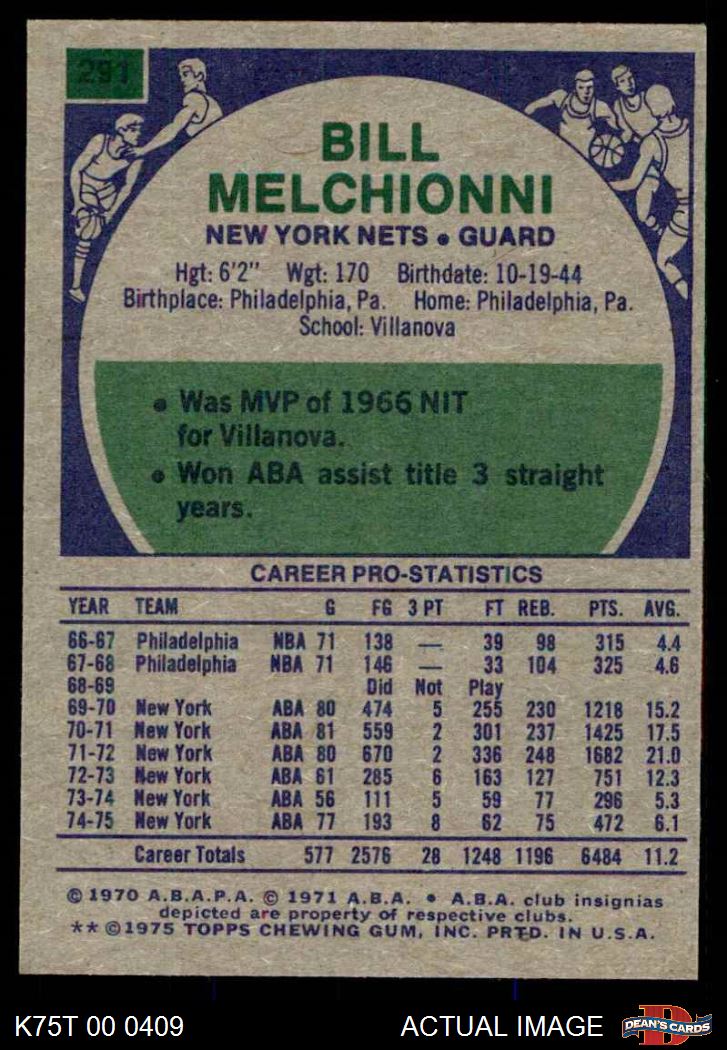 291
BILL
MELCHIONNI
NEW YORK NETS • GUARD
Hgt: 6'2" Wgt: 170 Birthdate: 10-19-44
Birthplace: Philadelphia, Pa. Home: Philadelphia, Pa.
School: Villanova
• Was MVP of 1966 NIT
for Villanova.
• Won ABA assist title 3 straight
years.
CAREER PRO-STATISTICS
YEAR TEAM G FG 3 PT FT REB. PTS. AVG.
66-67 Philadelphia NBA 71 138 — 39 98 315 4.4
67-68 Philadelphia NBA 71 146 — 33 104 325 4.6
68-69 Did Not Play
69-70 New York ABA 80 474 5 255 230 1218 15.2
70-71 New York ABA 81 559 2 301 237 1425 17.5
71-72 New York ABA 80 670 2 336 248 1682 21.0
72-73 New York ABA 61 285 6 163 127 751 12.3
73-74 New York ABA 56 111 5 59 77 296 5.3
74-75 New York ABA 77 193 8 62 75 472 6.1
Career Totals 577 2576 28 1248 1196 6484 11.2
© 1970 A.B.A.P.A. © 1971 A.B.A. • A.B.A. club insignias
depicted are property of respective clubs.
** ©1975 TOPPS CHEWING GUM, INC. PRTD. IN U.S.A.
K75T 00 0409 ACTUAL IMAGE D DEAN'S CARDS